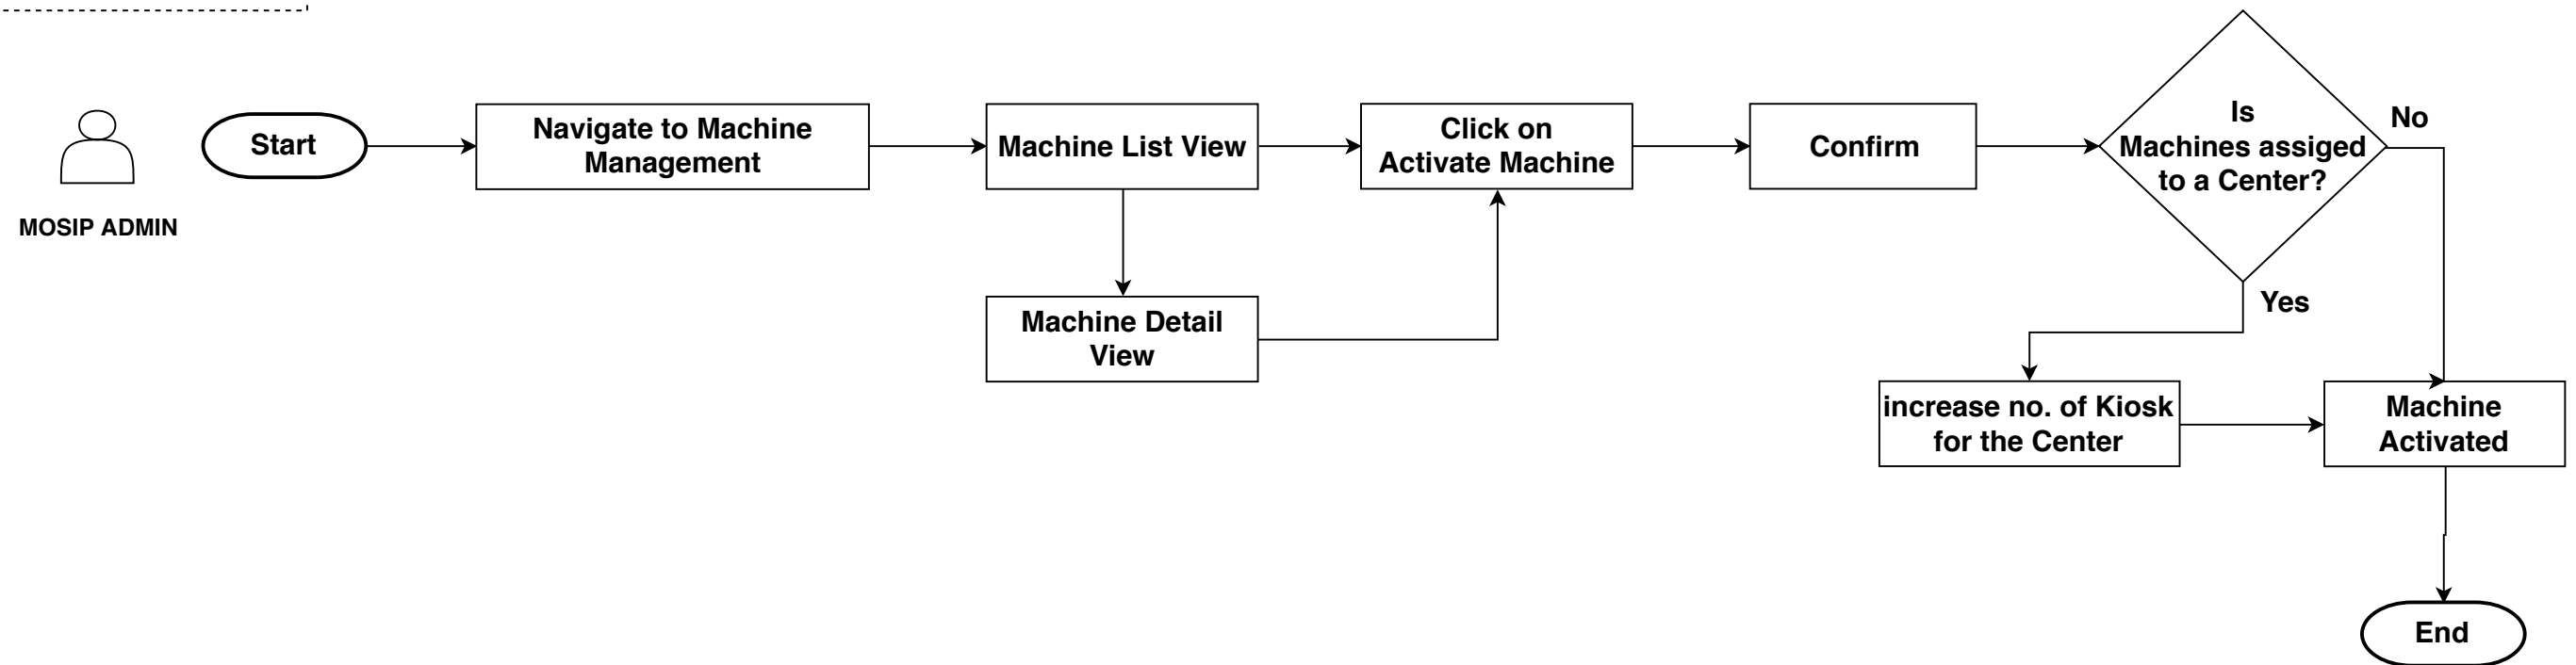 MOSIP ADMIN
Start
Navigate to Machine
Management
Machine List View
Click on
Activate Machine
Confirm
Is
Machines assiged
to a Center?
No
Yes
Machine Detail
View
increase no. of Kiosk
for the Center
Machine
Activated
End